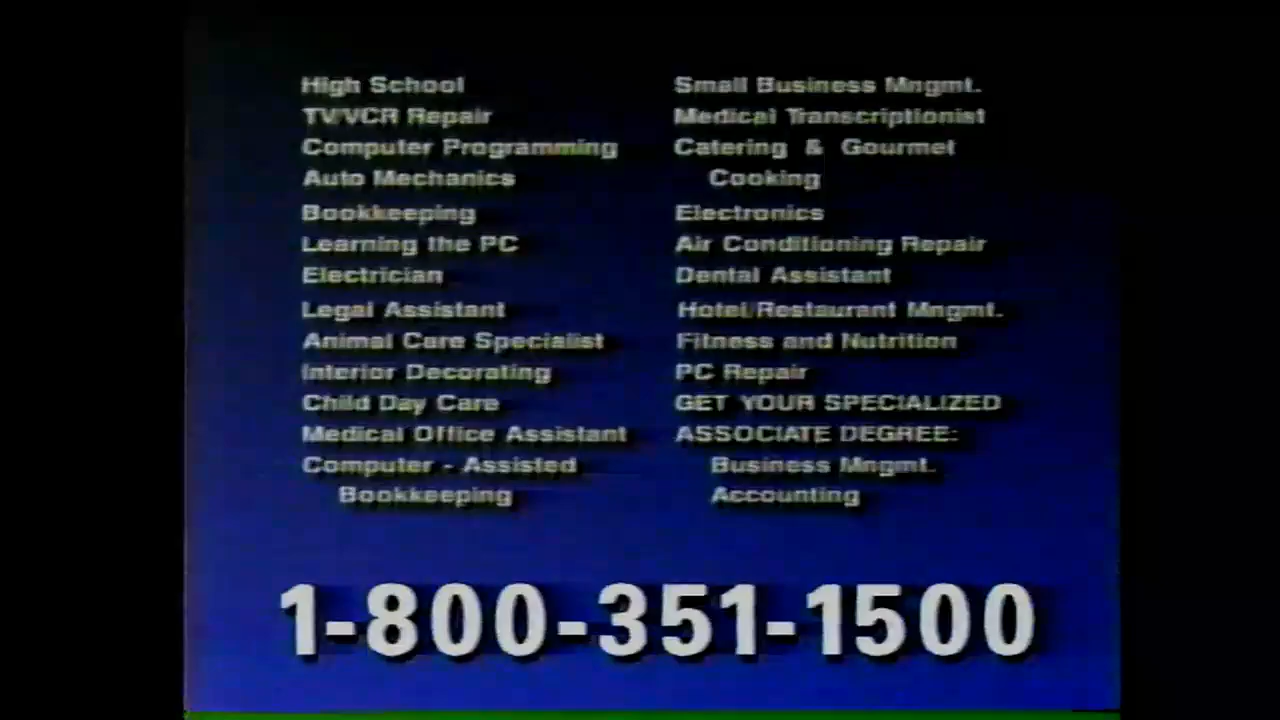 High School
TV/VCR Repair
Computer Programming
Auto Mechanics
Bookkeeping
Learning the PC
Electrician
Legal Assistant
Animal Care Specialist
Interior Decorating
Child Day Care
Medical Office Assistant
Computer - Assisted
Bookkeeping
Small Business Mngmt.
Medical Transcriptionist
Catering & Gourmet
Cooking
Electronics
Air Conditioning Repair
Dental Assistant
Hotel/Restaurant Mngmt.
Fitness and Nutrition
PC Repair
GET YOUR SPECIALIZED
ASSOCIATE DEGREE:
Business Mngmt.
Accounting
1-800-351-1500